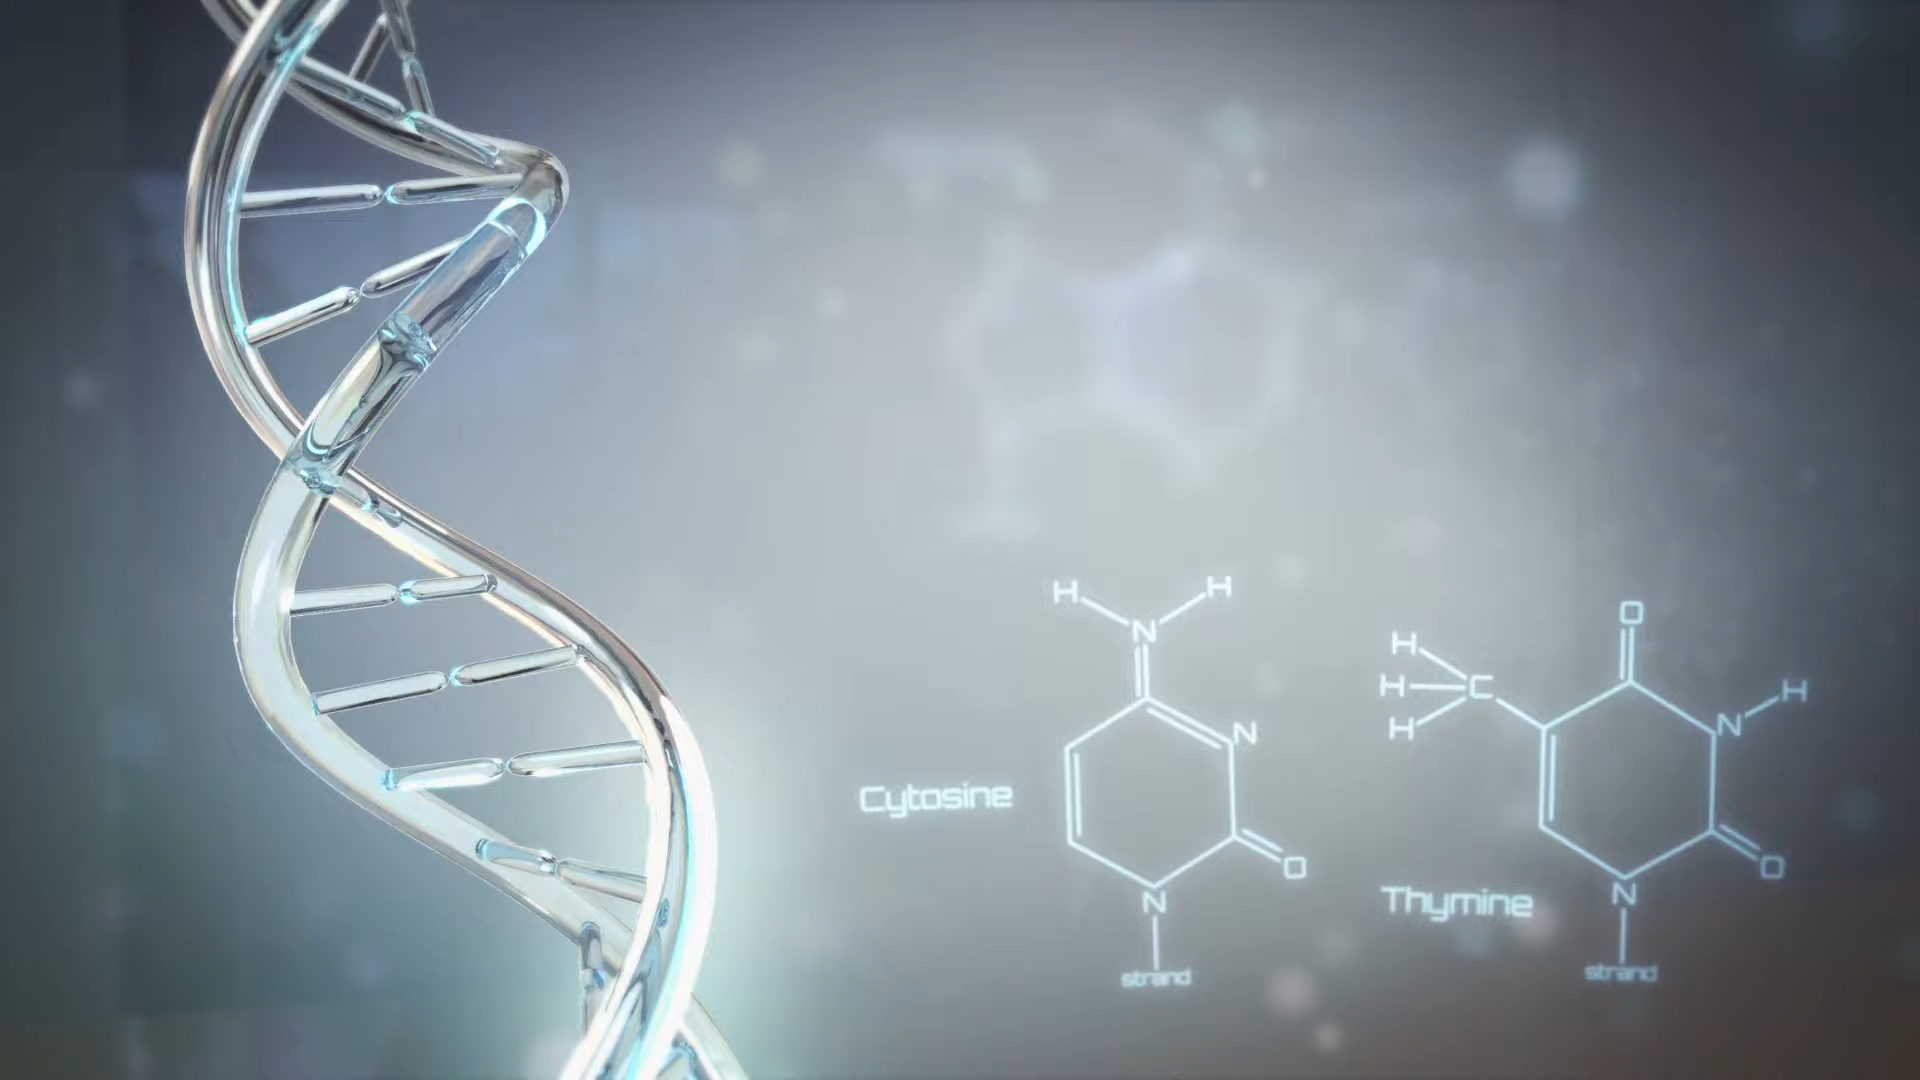 H H
N
N
Cytosine
O
N
strand
O
H
H C
H
N H
O
Thymine
N
strand